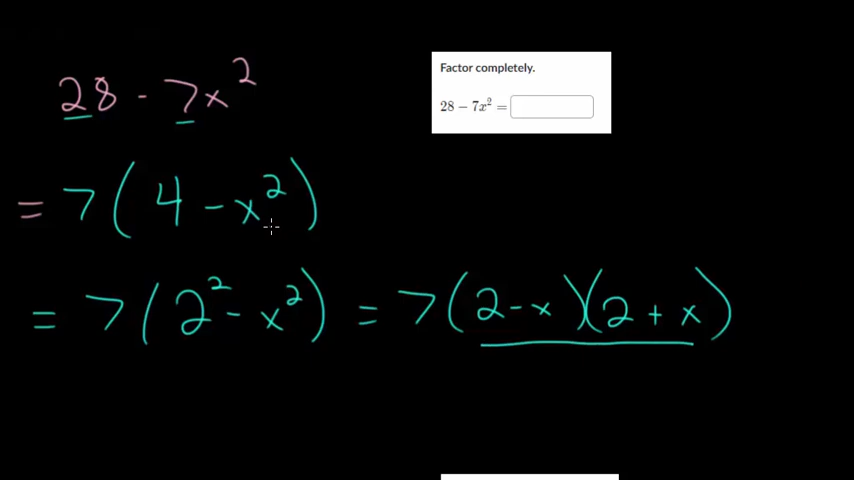 28 - 7x²
Factor completely.
28 − 7x² =
= 7(4 - x²)
= 7(2² - x²) = 7(2 - x)(2 + x)